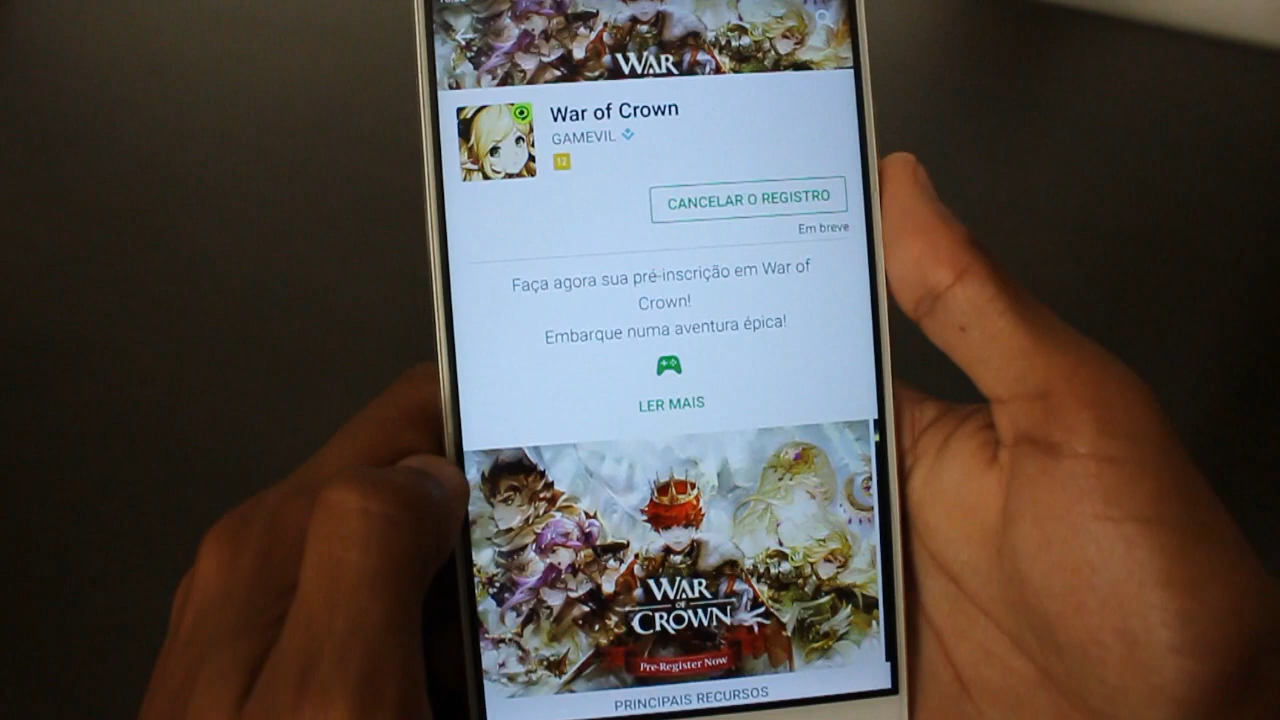 WAR
War of Crown
GAMEVIL
12
CANCELAR O REGISTRO
Em breve
Faça agora sua pré-inscrição em War of
Crown!
Embarque numa aventura épica!
LER MAIS
WAR
OF
CROWN
Pre-Register Now
PRINCIPAIS RECURSOS